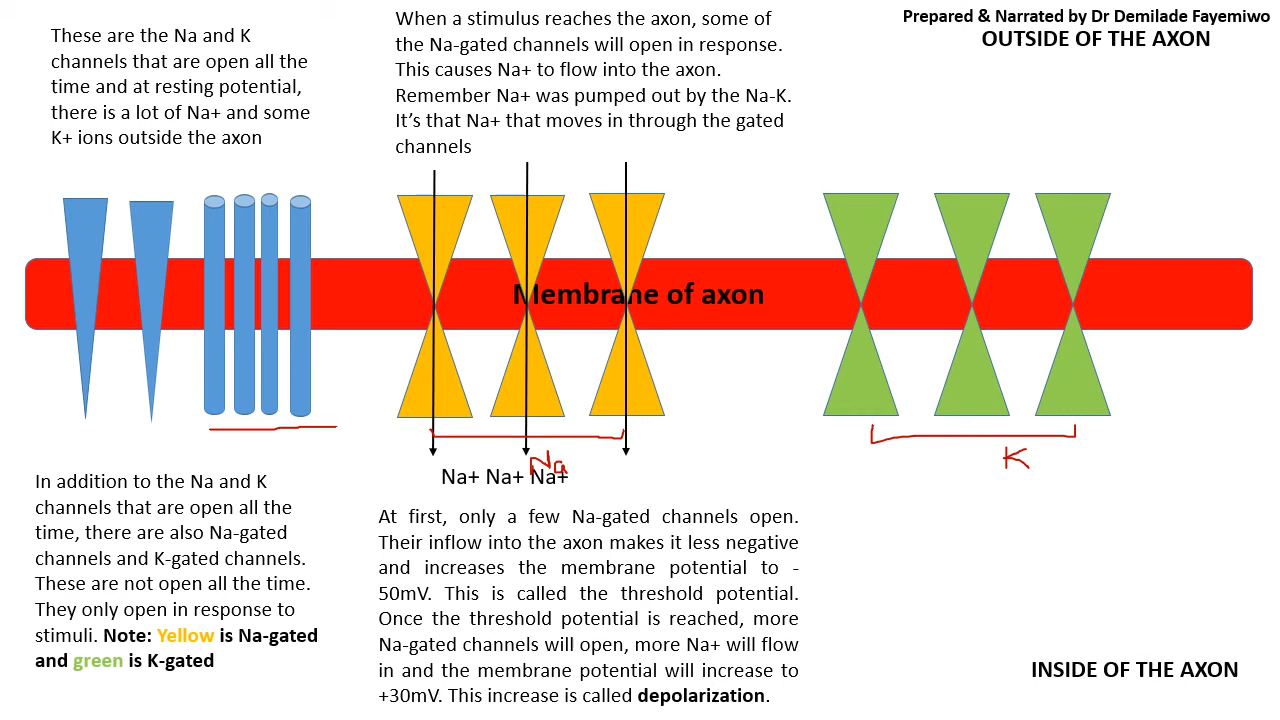 These are the Na and K
channels that are open all the
time and at resting potential,
there is a lot of Na+ and some
K+ ions outside the axon
When a stimulus reaches the axon, some of
the Na-gated channels will open in response.
This causes Na+ to flow into the axon.
Remember Na+ was pumped out by the Na-K.
It's that Na+ that moves in through the gated
channels
Prepared & Narrated by Dr Demilade Fayemiwo
OUTSIDE OF THE AXON
Membrane of axon
Na
K
Na+ Na+ Na+
In addition to the Na and K
channels that are open all the
time, there are also Na-gated
channels and K-gated channels.
These are not open all the time.
They only open in response to
stimuli. Note: Yellow is Na-gated
and green is K-gated
At first, only a few Na-gated channels open.
Their inflow into the axon makes it less negative
and increases the membrane potential to -
50mV. This is called the threshold potential.
Once the threshold potential is reached, more
Na-gated channels will open, more Na+ will flow
in and the membrane potential will increase to
+30mV. This increase is called depolarization.
INSIDE OF THE AXON